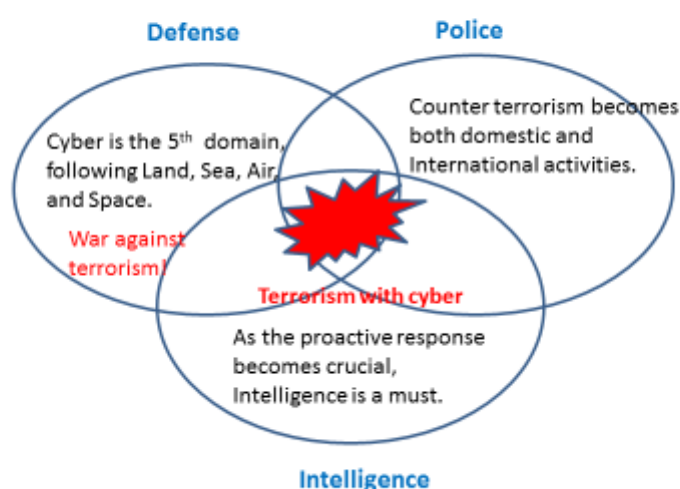 Defense
Police
Cyber is the 5th domain,
following Land, Sea, Air,
and Space.
War against
terrorism!
Counter terrorism becomes
both domestic and
International activities.
Terrorism with cyber
As the proactive response
becomes crucial,
Intelligence is a must.
Intelligence